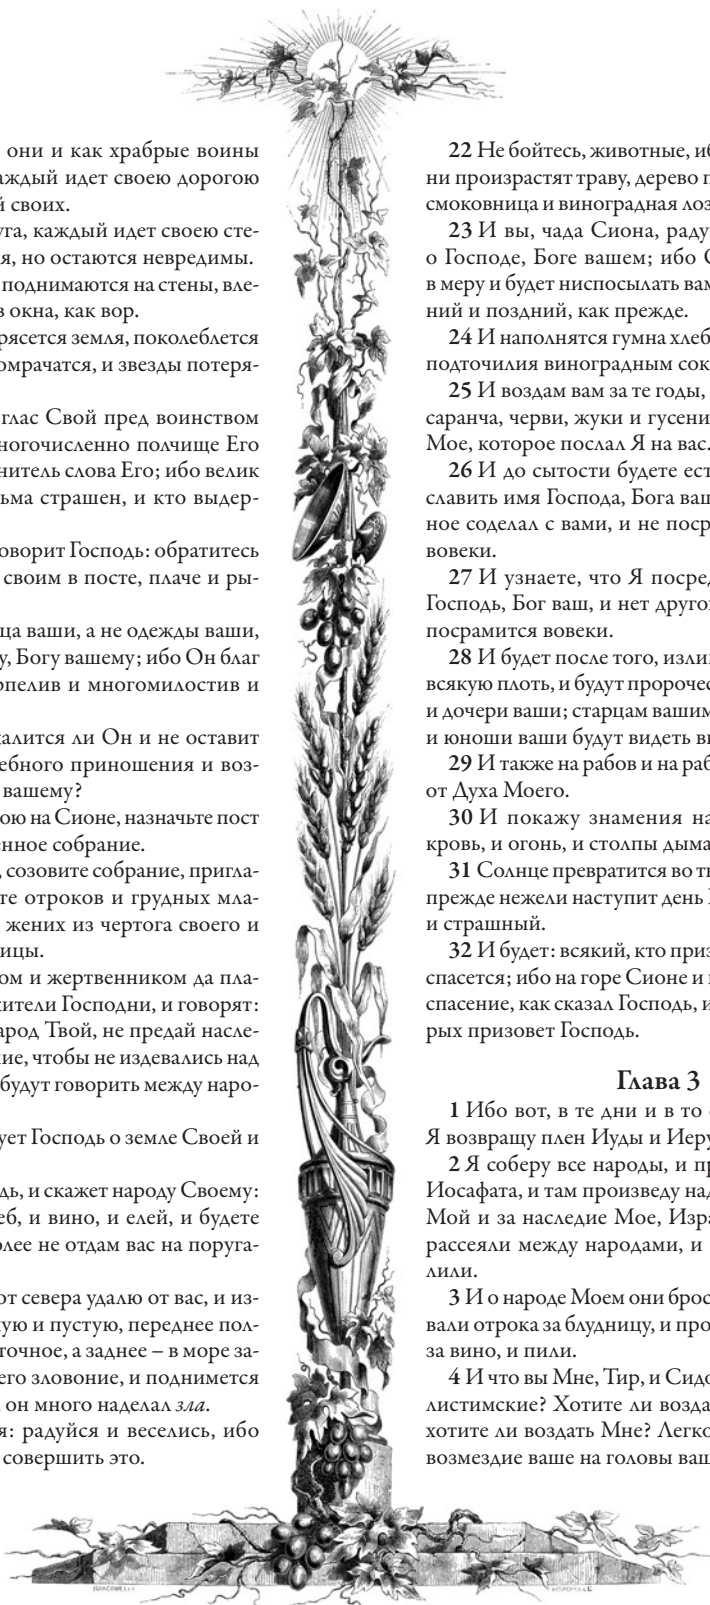 они и как храбрые воины
аждый идет своею дорогою
й своих.
уга, каждый идет своею сте-
я, но остаются невредимы.
поднимаются на стены, вле-
в окна, как вор.
рясется земля, поколеблется
омрачатся, и звезды потеря-
глас Свой пред воинством
ногочисленно полчище Его
нитель слова Его; ибо велик
ьма страшен, и кто выдер-
оворит Господь: обратитесь
своим в посте, плаче и ры-
ца ваши, а не одежды ваши,
у, Богу вашему; ибо Он благ
рпелив и многомилостив и
алится ли Он и не оставит
ебного приношения и воз-
вашему?
ою на Сионе, назначьте пост
енное собрание.
, созовите собрание, пригла-
те отроков и грудных мла-
жених из чертога своего и
ицы.
ом и жертвенником да пла-
жители Господни, и говорят:
арод Твой, не предай насле-
ние, чтобы не издевались над
будут говорить между наро-
ует Господь о земле Своей и
дь, и скажет народу Своему:
еб, и вино, и елей, и будете
олее не отдам вас на поруга-
от севера удалю от вас, и из-
ную и пустую, переднее пол-
точное, а заднее – в море за-
его зловоние, и поднимется
он много наделал зла.
я: радуйся и веселись, ибо
совершить это.
22 Не бойтесь, животные, иб
ни произрастят траву, дерево п
смоковница и виноградная лоз
23 И вы, чада Сиона, раду
о Господе, Боге вашем; ибо О
в меру и будет ниспосылать вам
ний и поздний, как прежде.
24 И наполнятся гумна хлеб
подточилия виноградным сок
25 И воздам вам за те годы,
саранча, черви, жуки и гусени
Мое, которое послал Я на вас.
26 И до сытости будете ест
славить имя Господа, Бога ваш
ное соделал с вами, и не поср
вовеки.
27 И узнаете, что Я посред
Господь, Бог ваш, и нет друго
посрамится вовеки.
28 И будет после того, изли
всякую плоть, и будут пророчес
и дочери ваши; старцам вашим
и юноши ваши будут видеть в
29 И также на рабов и на раб
от Духа Моего.
30 И покажу знамения на
кровь, и огонь, и столпы дыма
31 Солнце превратится во ть
прежде нежели наступит день
и страшный.
32 И будет: всякий, кто приз
спасется; ибо на горе Сионе и
спасение, как сказал Господь, и
рых призовет Господь.
Глава 3
1 Ибо вот, в те дни и в то
Я возвращу плен Иуды и Иеру
2 Я соберу все народы, и пр
Иосафата, и там произведу над
Мой и за наследие Мое, Изра
рассеяли между народами, и
лили.
3 И о народе Моем они брос
вали отрока за блудницу, и про
за вино, и пили.
4 И что вы Мне, Тир, и Сидо
листимские? Хотите ли возда
хотите ли воздать Мне? Легко
возмездие ваше на головы ваш